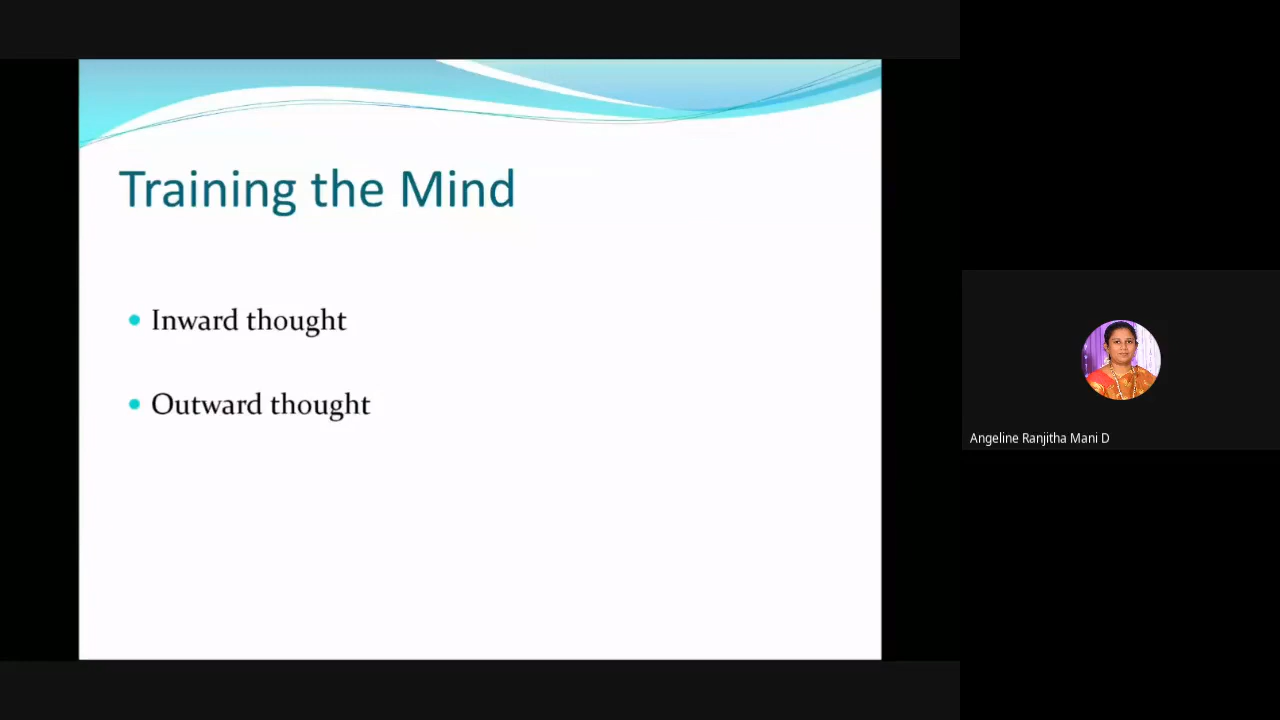 Training the Mind
Inward thought
Outward thought
Angeline Ranjitha Mani D